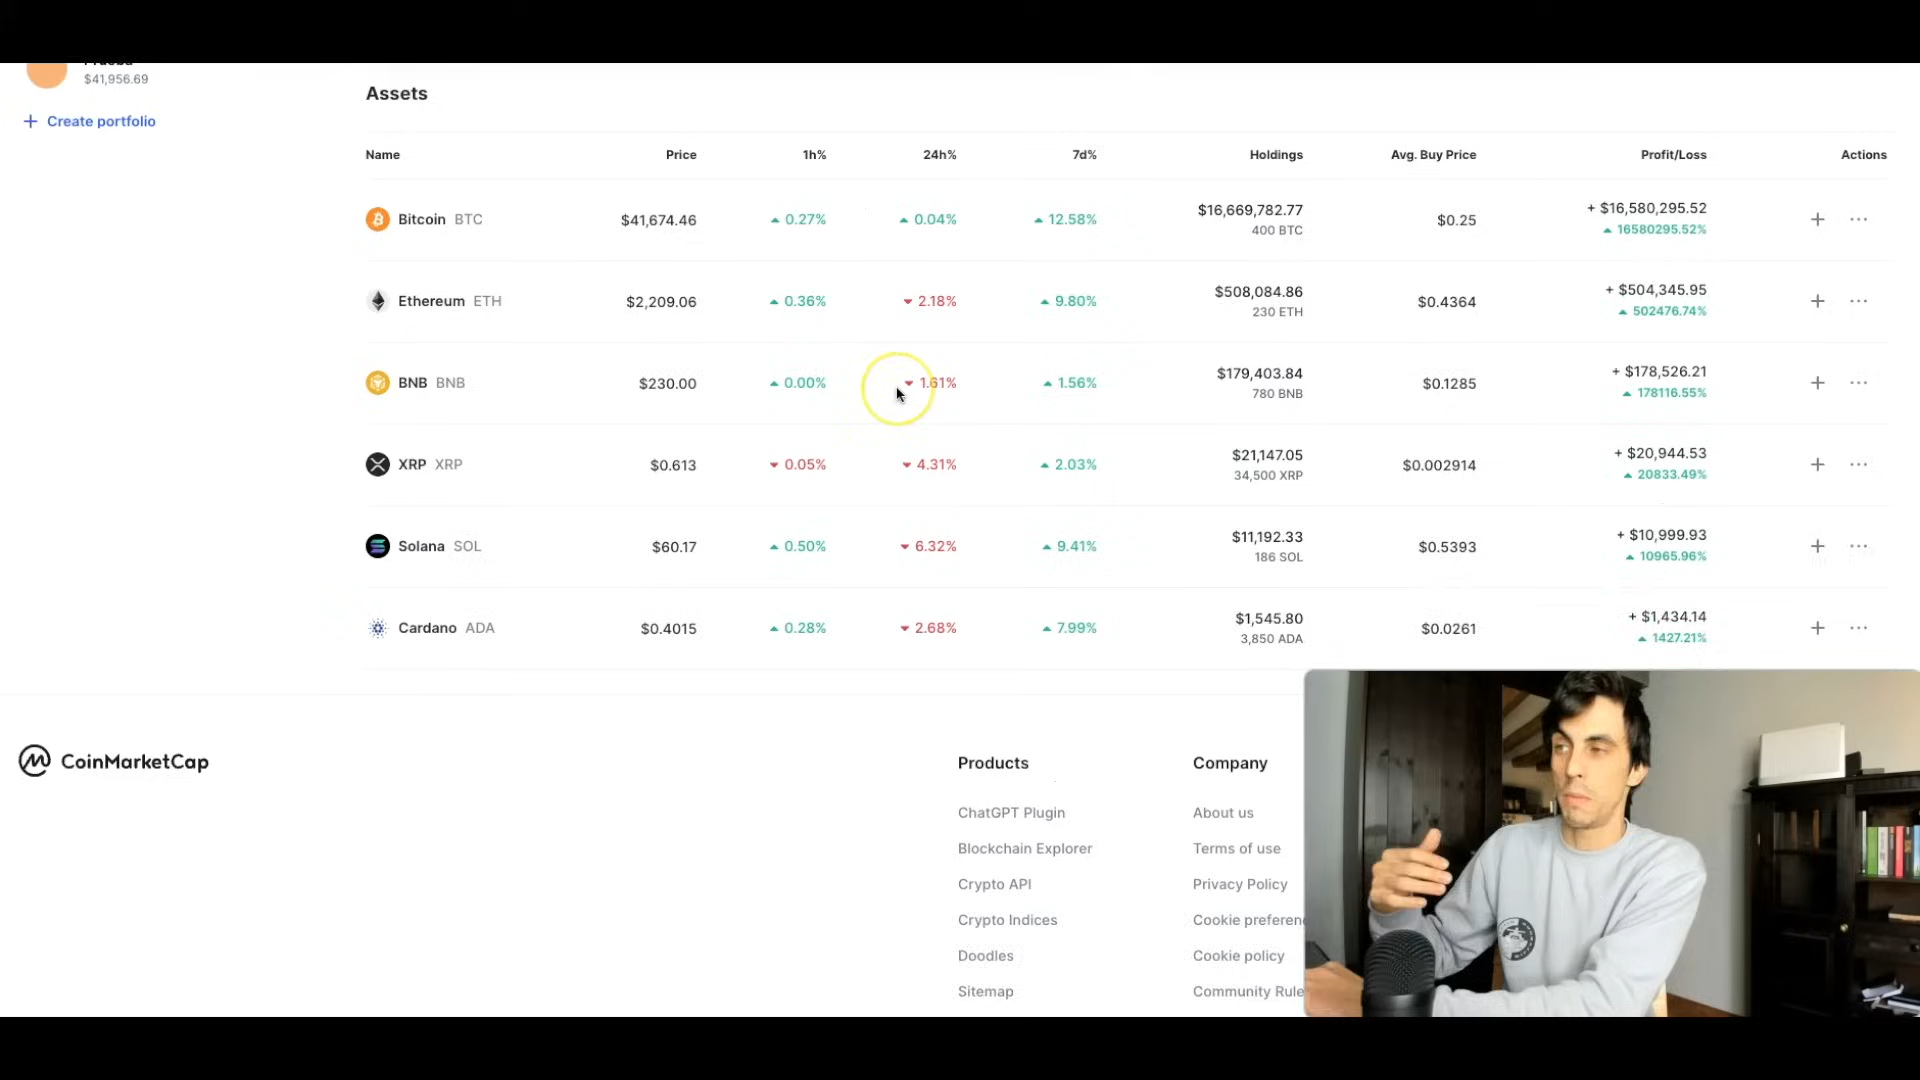 $41,956.69
+ Create portfolio
Assets
Name Price 1h% 24h% 7d% Holdings Avg. Buy Price Profit/Loss Actions
Bitcoin BTC $41,674.46 0.27% 0.04% 12.58% $16,669,782.77 $0.25 + $16,580,295.52
400 BTC 16580295.52%
Ethereum ETH $2,209.06 0.36% 2.18% 9.80% $508,084.86 $0.4364 + $504,345.95
230 ETH 502476.74%
BNB BNB $230.00 0.00% 1.61% 1.56% $179,403.84 $0.1285 + $178,526.21
780 BNB 178116.55%
XRP XRP $0.613 0.05% 4.31% 2.03% $21,147.05 $0.002914 + $20,944.53
34,500 XRP 20833.49%
Solana SOL $60.17 0.50% 6.32% 9.41% $11,192.33 $0.5393 + $10,999.93
186 SOL 10965.96%
Cardano ADA $0.4015 0.28% 2.68% 7.99% $1,545.80 $0.0261 + $1,434.14
3,850 ADA 1427.21%
CoinMarketCap
Products
ChatGPT Plugin
Blockchain Explorer
Crypto API
Crypto Indices
Doodles
Sitemap
Company
About us
Terms of use
Privacy Policy
Cookie preferen
Cookie policy
Community Rule